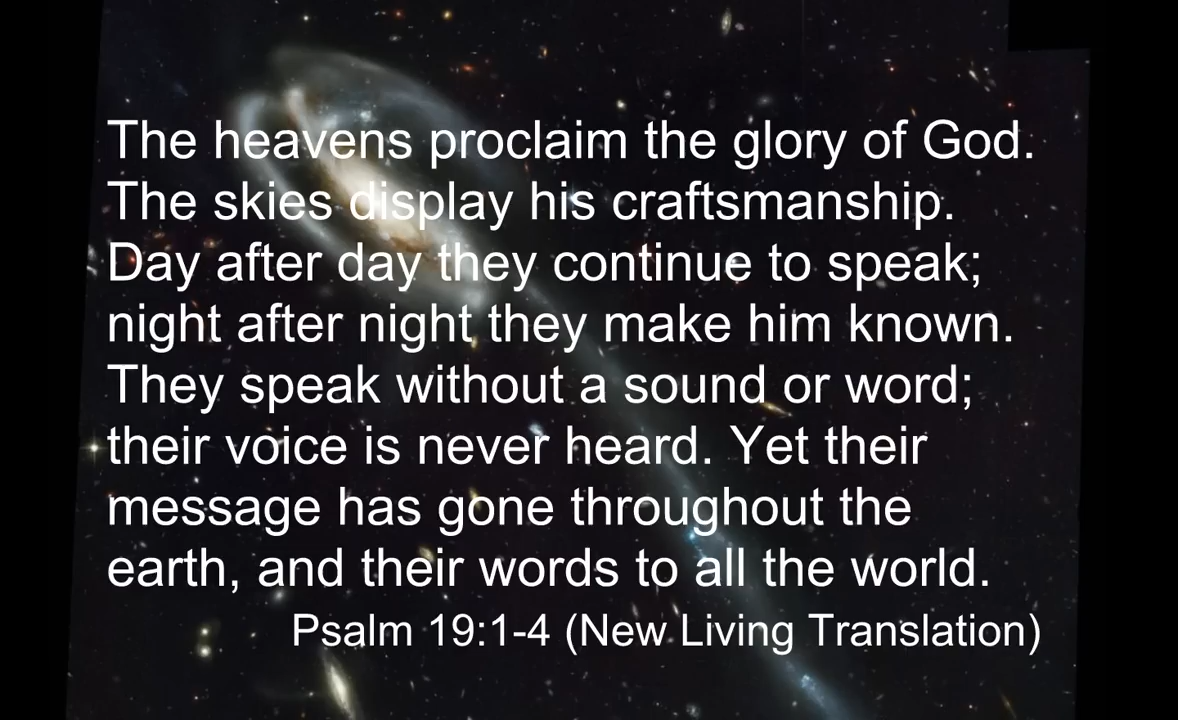 The heavens proclaim the glory of God.
The skies display his craftsmanship.
Day after day they continue to speak;
night after night they make him known.
They speak without a sound or word;
their voice is never heard. Yet their
message has gone throughout the
earth, and their words to all the world.
Psalm 19:1-4 (New Living Translation)